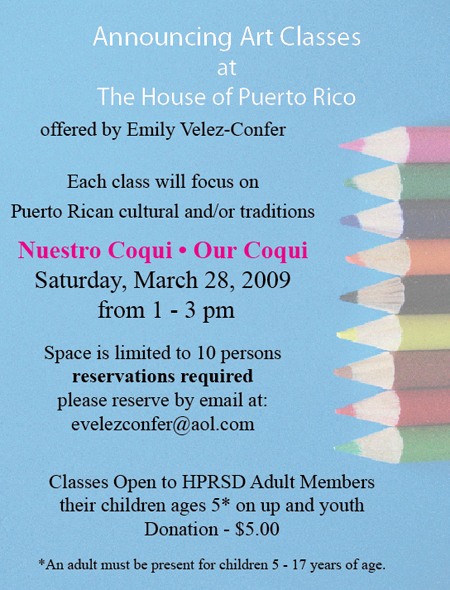 Announcing Art Classes
at
The House of Puerto Rico
offered by Emily Velez-Confer
Each class will focus on
Puerto Rican cultural and/or traditions
Nuestro Coqui • Our Coqui
Saturday, March 28, 2009
from 1 - 3 pm
Space is limited to 10 persons
reservations required
please reserve by email at:
evelezconfer@aol.com
Classes Open to HPRSD Adult Members
their children ages 5* on up and youth
Donation - $5.00
*An adult must be present for children 5 - 17 years of age.